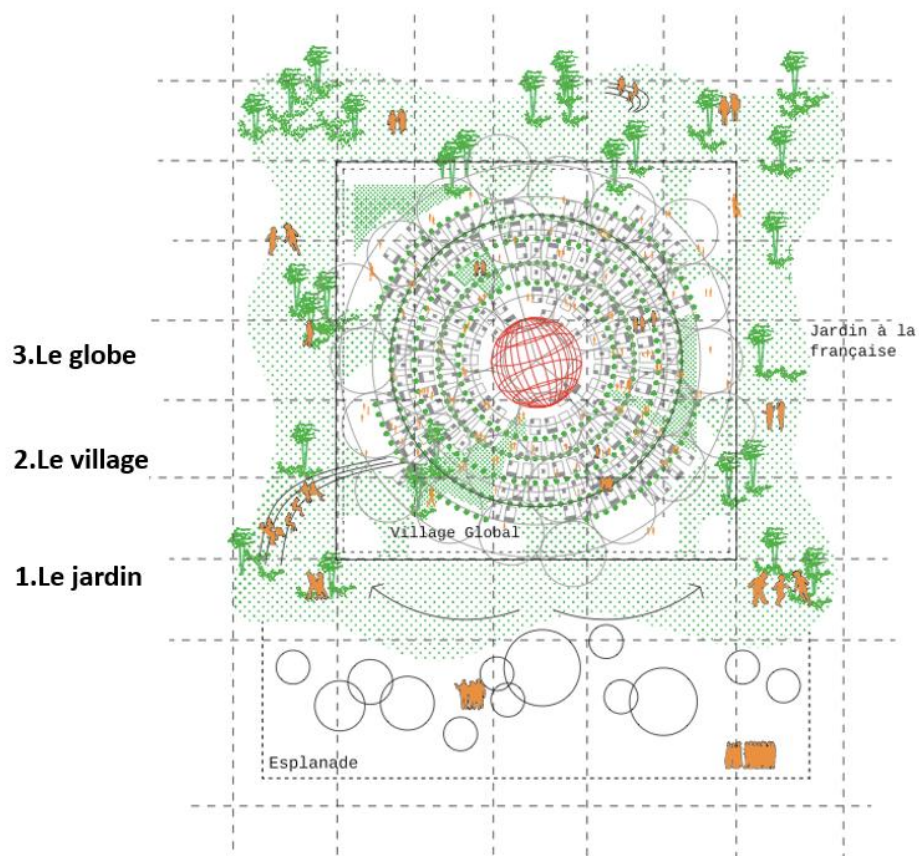 Jardin à la
française
3.Le globe
2.Le village
Village Global
1.Le jardin
Esplanade